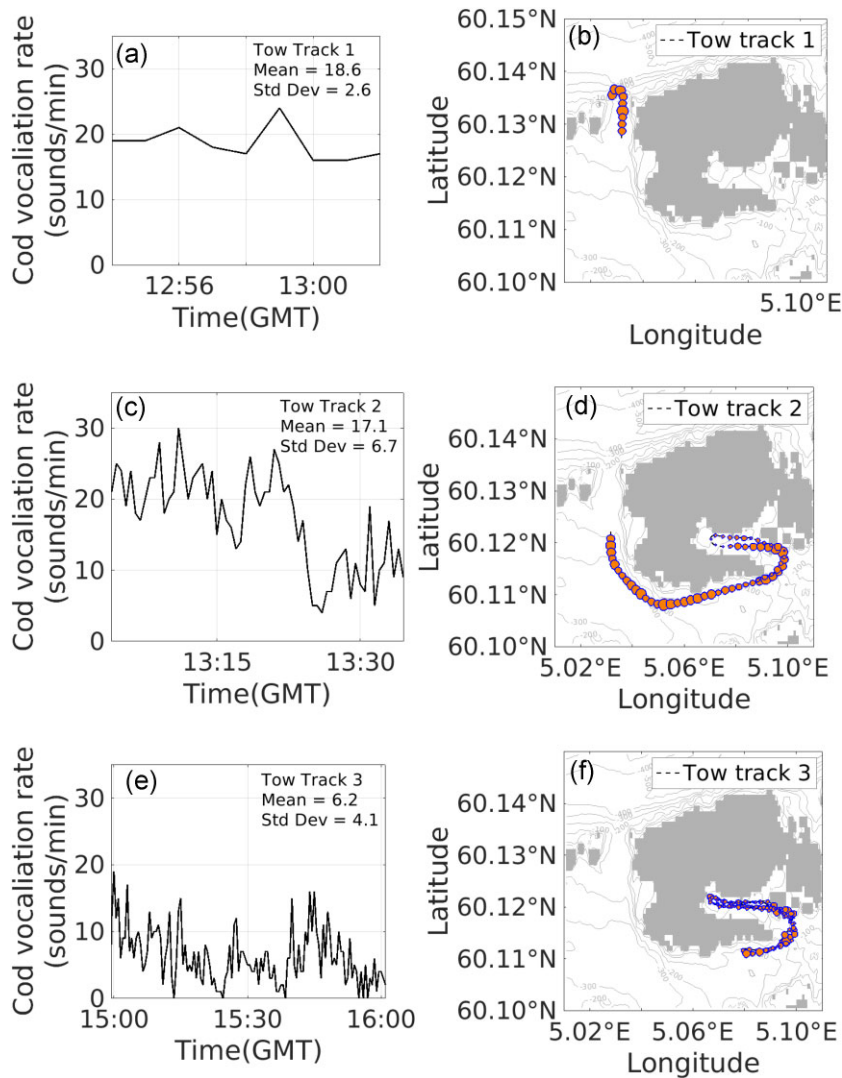 (a)
Tow Track 1
Mean = 18.6
Std Dev = 2.6
Cod vocaliation rate
(sounds/min)
30
20
10
0
12:56
13:00
Time(GMT)
(b)
Tow track 1
Latitude
60.15°N
60.14°N
60.13°N
60.12°N
60.11°N
60.10°N
5.10°E
Longitude
(c)
Tow Track 2
Mean = 17.1
Std Dev = 6.7
Cod vocaliation rate
(sounds/min)
30
20
10
0
13:15
13:30
Time(GMT)
(d)
Tow track 2
Latitude
60.14°N
60.13°N
60.12°N
60.11°N
60.10°N
5.02°E
5.06°E
5.10°E
Longitude
(e)
Tow Track 3
Mean = 6.2
Std Dev = 4.1
Cod vocaliation rate
(sounds/min)
30
20
10
0
15:00
15:30
16:00
Time(GMT)
(f)
Tow track 3
Latitude
60.14°N
60.13°N
60.12°N
60.11°N
60.10°N
5.02°E
5.06°E
5.10°E
Longitude